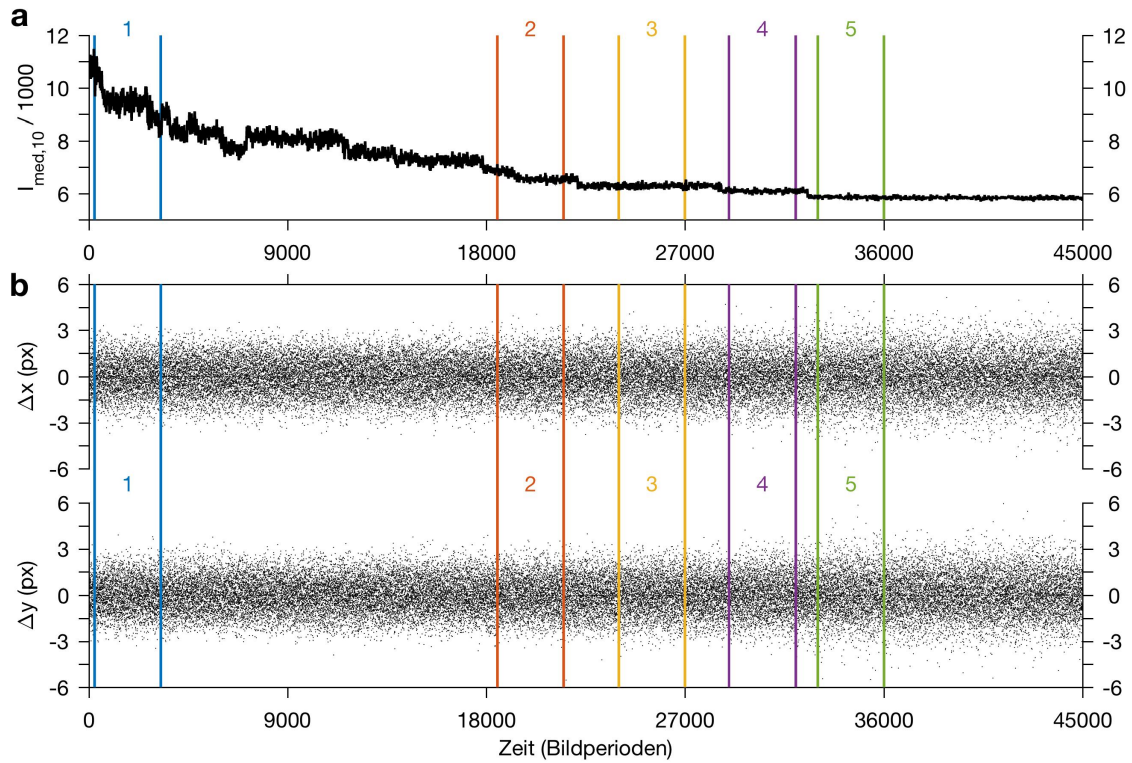 a
1 2 3 4 5
12 12
10 10
8 8
6 6
I_med,10 / 1000
0 9000 18000 27000 36000 45000
b
6 6
3 3
0 0
-3 -3
-6 -6
Δx (px)
1 2 3 4 5
6 6
3 3
0 0
-3 -3
-6 -6
Δy (px)
0 9000 18000 27000 36000 45000
Zeit (Bildperioden)